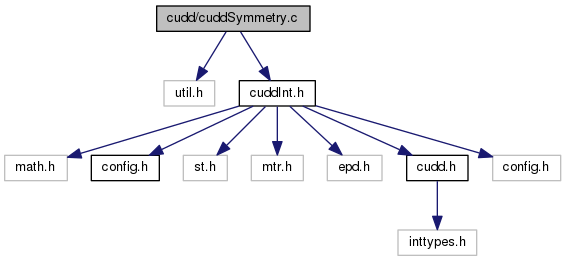 cudd/cuddSymmetry.c
util.h
cuddInt.h
math.h
config.h
st.h
mtr.h
epd.h
cudd.h
config.h
inttypes.h